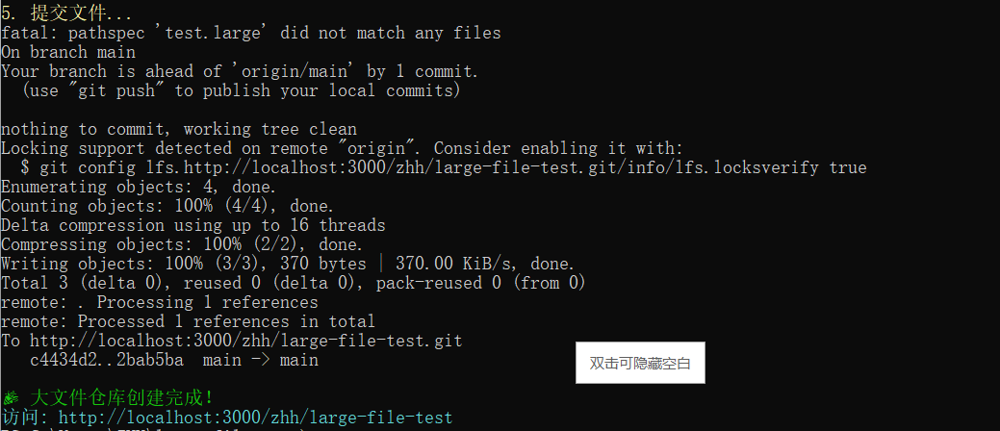 5. 提交文件...
fatal: pathspec 'test.large' did not match any files
On branch main
Your branch is ahead of 'origin/main' by 1 commit.
  (use "git push" to publish your local commits)

nothing to commit, working tree clean
Locking support detected on remote "origin". Consider enabling it with:
  $ git config lfs.http://localhost:3000/zhh/large-file-test.git/info/lfs.locksverify true
Enumerating objects: 4, done.
Counting objects: 100% (4/4), done.
Delta compression using up to 16 threads
Compressing objects: 100% (2/2), done.
Writing objects: 100% (3/3), 370 bytes | 370.00 KiB/s, done.
Total 3 (delta 0), reused 0 (delta 0), pack-reused 0 (from 0)
remote: . Processing 1 references
remote: Processed 1 references in total
To http://localhost:3000/zhh/large-file-test.git
   c4434d2..2bab5ba  main -> main
双击可隐藏空白
🎉 大文件仓库创建完成!
访问: http://localhost:3000/zhh/large-file-test